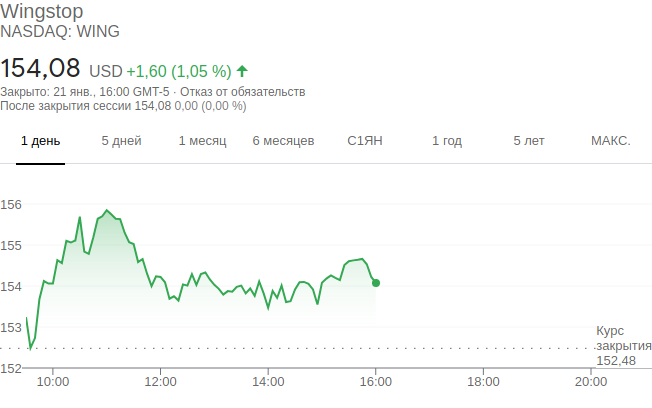 Wingstop
NASDAQ: WING
154,08 USD +1,60 (1,05 %)
Закрыто: 21 янв., 16:00 GMT-5 · Отказ от обязательств
После закрытия сессии 154,08 0,00 (0,00 %)
1 день 5 дней 1 месяц 6 месяцев С1ЯН 1 год 5 лет МАКС.
156
155
154
153
152
Курс
закрытия
152,48
10:00 12:00 14:00 16:00 18:00 20:00